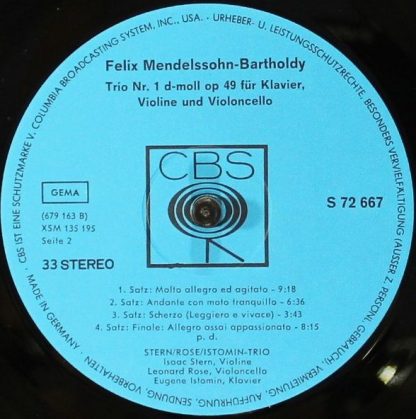 CBS IST EINE SCHUTZMARKE V. COLUMBIA BROADCASTING SYSTEM, INC., USA. · URHEBER- U. LEISTUNGSSCHUTZRECHTE, BESONDERS VERVIELFÄLTIGUNG (AUSSER Z. PERSÖNL. GEBRAUCH), VERMIETUNG, AUFFÜHRUNG, SENDUNG, VORBEHALTEN · MADE IN GERMANY ·
Felix Mendelssohn-Bartholdy
Trio Nr. 1 d-moll op 49 für Klavier,
Violine und Violoncello
CBS
GEMA
S 72 667
(679 163 B)
XSM 135 195
Seite 2
33 STEREO
1. Satz: Molto allegro ed agitato - 9:18
2. Satz: Andante con moto tranquillo - 6:36
3. Satz: Scherzo (Leggiero e vivace) - 3:43
4. Satz: Finale: Allegro assai appassionato - 8:15
p. d.
STERN/ROSE/ISTOMIN-TRIO
Isaac Stern, Violine
Leonard Rose, Violoncello
Eugene Istomin, Klavier